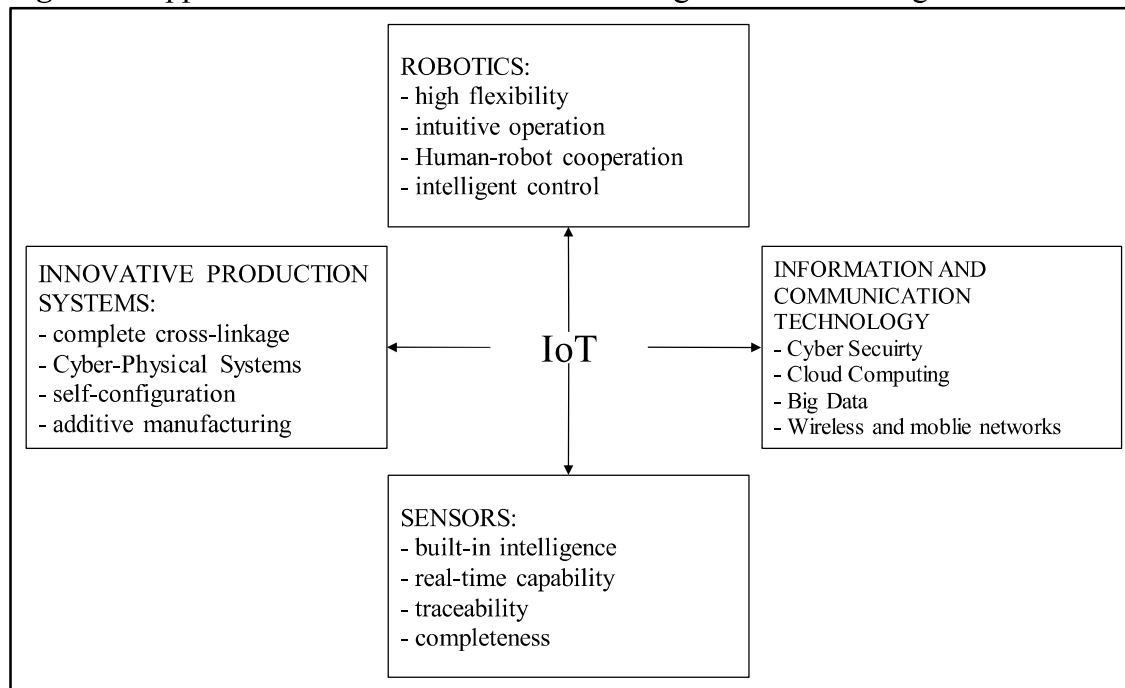 ROBOTICS:
- high flexibility
- intuitive operation
- Human-robot cooperation
- intelligent control
INNOVATIVE PRODUCTION
SYSTEMS:
- complete cross-linkage
- Cyber-Physical Systems
- self-configuration
- additive manufacturing
IoT
INFORMATION AND
COMMUNICATION
TECHNOLOGY
- Cyber Secuirty
- Cloud Computing
- Big Data
- Wireless and moblie networks
SENSORS:
- built-in intelligence
- real-time capability
- traceability
- completeness